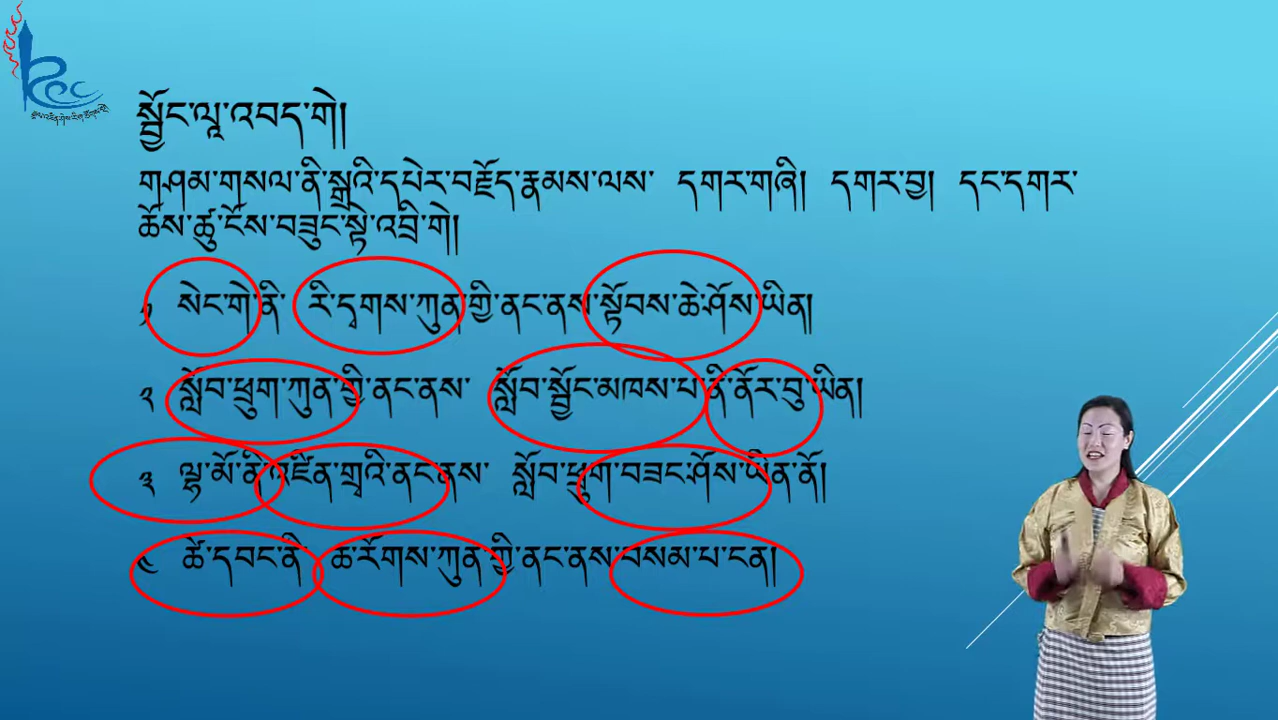 སྦྱོང་ལཱ་འབད་གེ།
གཤམ་གསལ་ནི་སྒྲའི་དཔེར་བརྗོད་རྣམས་ལས་ དགར་གཞི། དགར་བྱ། དང་དགར་
ཆོས་ཚུ་ངོས་བཟུང་སྟེ་འབྲི་གེ།
༡ སེང་གེ་ནི་ རི་དྭགས་ཀུན་གྱི་ནང་ནས་སྟོབས་ཆེ་ཤོས་ཡིན།
༢ སློབ་ཕྲུག་ཀུན་གྱི་ནང་ནས་ སློབ་སྦྱོང་མཁས་པ་ནི་ནོར་བུ་ཡིན།
༣ ལྷ་མོ་ནི་འཛིན་གྲྭའི་ནང་ནས་ སློབ་ཕྲུག་བཟང་ཤོས་ཡིན་ནོ།
༤ ཚེ་དབང་ནི་ ཆ་རོགས་ཀུན་གྱི་ནང་ནས་བསམ་པ་ངན།